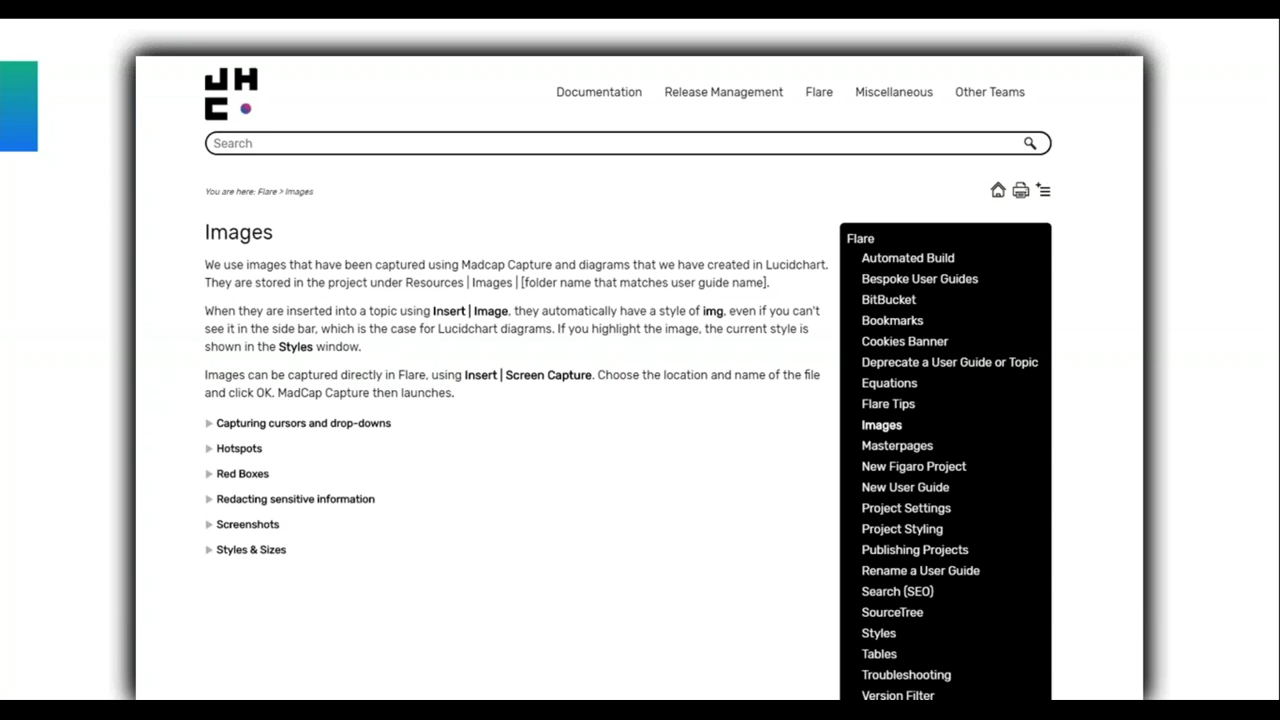 JH
C
Documentation Release Management Flare Miscellaneous Other Teams
Search
You are here: Flare > Images
Images
We use images that have been captured using Madcap Capture and diagrams that we have created in Lucidchart.
They are stored in the project under Resources | Images | [folder name that matches user guide name].
When they are inserted into a topic using Insert | Image, they automatically have a style of img, even if you can't
see it in the side bar, which is the case for Lucidchart diagrams. If you highlight the image, the current style is
shown in the Styles window.
Images can be captured directly in Flare, using Insert | Screen Capture. Choose the location and name of the file
and click OK. MadCap Capture then launches.
Capturing cursors and drop-downs
Hotspots
Red Boxes
Redacting sensitive information
Screenshots
Styles & Sizes
Flare
Automated Build
Bespoke User Guides
BitBucket
Bookmarks
Cookies Banner
Deprecate a User Guide or Topic
Equations
Flare Tips
Images
Masterpages
New Figaro Project
New User Guide
Project Settings
Project Styling
Publishing Projects
Rename a User Guide
Search (SEO)
SourceTree
Styles
Tables
Troubleshooting
Version Filter